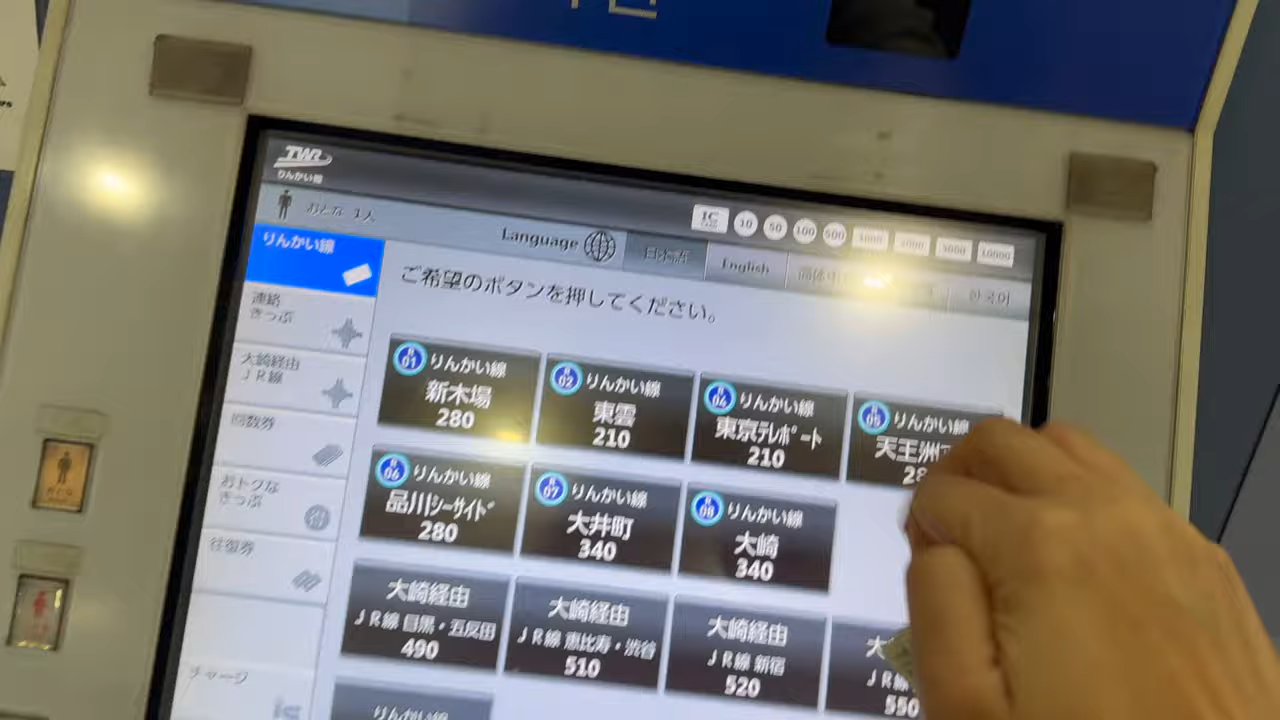 TWR
りんかい線
おとな 1人
IC
10
50
100
500
1000
2000
5000
10000
Language
日本語
English
한국어
りんかい線
連絡
きっぷ
大崎経由
JR線
回数券
おトクな
きっぷ
往復券
チャージ
ご希望のボタンを押してください。
R
01
りんかい線
新木場
280
R
02
りんかい線
東雲
210
R
04
りんかい線
東京テレポート
210
R
05
りんかい線
天王洲
R
06
りんかい線
品川シーサイド
280
R
07
りんかい線
大井町
340
R
08
りんかい線
大崎
340
大崎経由
JR線 目黒・五反田
490
大崎経由
JR線 恵比寿・渋谷
510
大崎経由
JR線 新宿
520
JR線
550
りんかい線